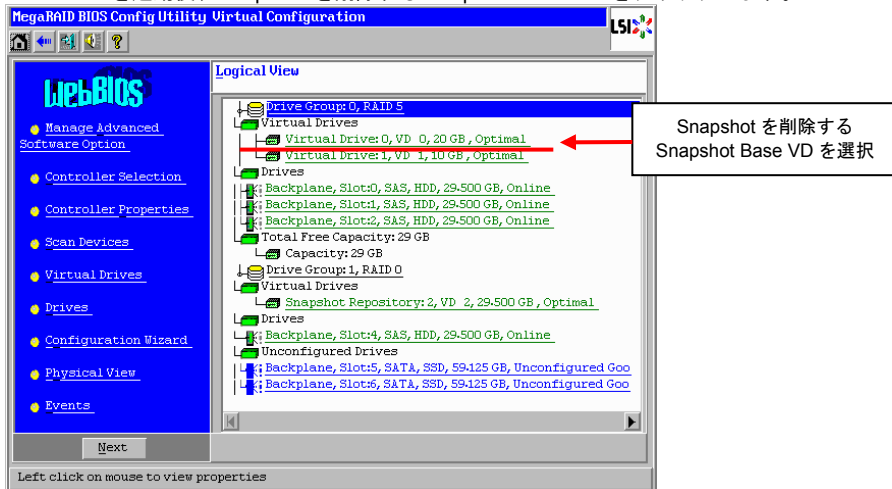 MegaRAID BIOS Config Utility Virtual Configuration
LSI
WebBIOS
Manage Advanced
Software Option
Controller Selection
Controller Properties
Scan Devices
Virtual Drives
Drives
Configuration Wizard
Physical View
Events
Next
Logical View
Drive Group: 0, RAID 5
Virtual Drives
Virtual Drive: 0, VD 0, 20 GB, Optimal
Virtual Drive: 1, VD 1, 10 GB, Optimal
Drives
Backplane, Slot:0, SAS, HDD, 29.500 GB, Online
Backplane, Slot:1, SAS, HDD, 29.500 GB, Online
Backplane, Slot:2, SAS, HDD, 29.500 GB, Online
Total Free Capacity: 29 GB
Capacity: 29 GB
Drive Group: 1, RAID 0
Virtual Drives
Snapshot Repository: 2, VD 2, 29.500 GB, Optimal
Drives
Backplane, Slot:4, SAS, HDD, 29.500 GB, Online
Unconfigured Drives
Backplane, Slot:5, SATA, SSD, 59.125 GB, Unconfigured Goo
Backplane, Slot:6, SATA, SSD, 59.125 GB, Unconfigured Goo
Snapshot を削除する
Snapshot Base VD を選択
Left click on mouse to view properties